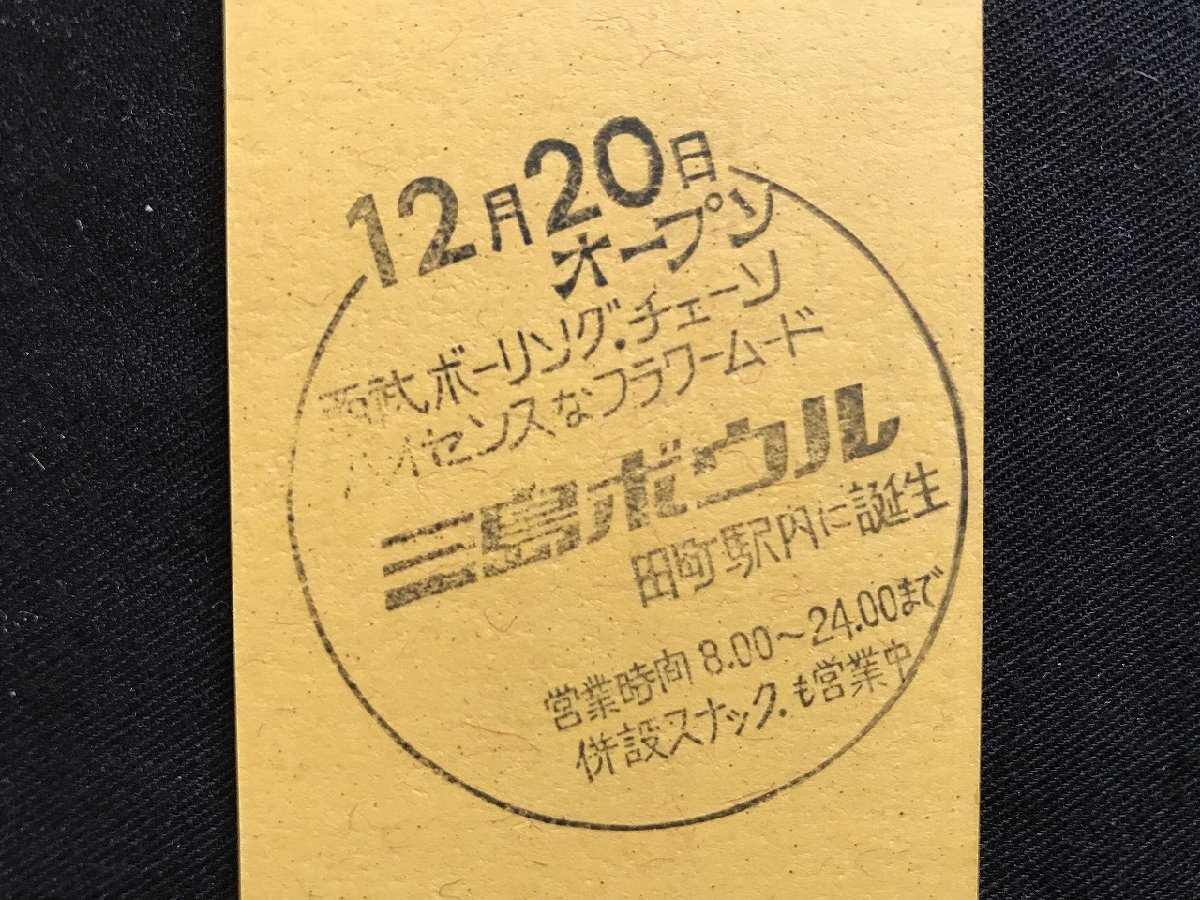 12月20日
オープン
西武ボーリング.チェーン
ハイセンスなフラワームード
三島ボウル
田町駅内に誕生
営業時間 8.00～24.00まで
併設スナック.も営業中